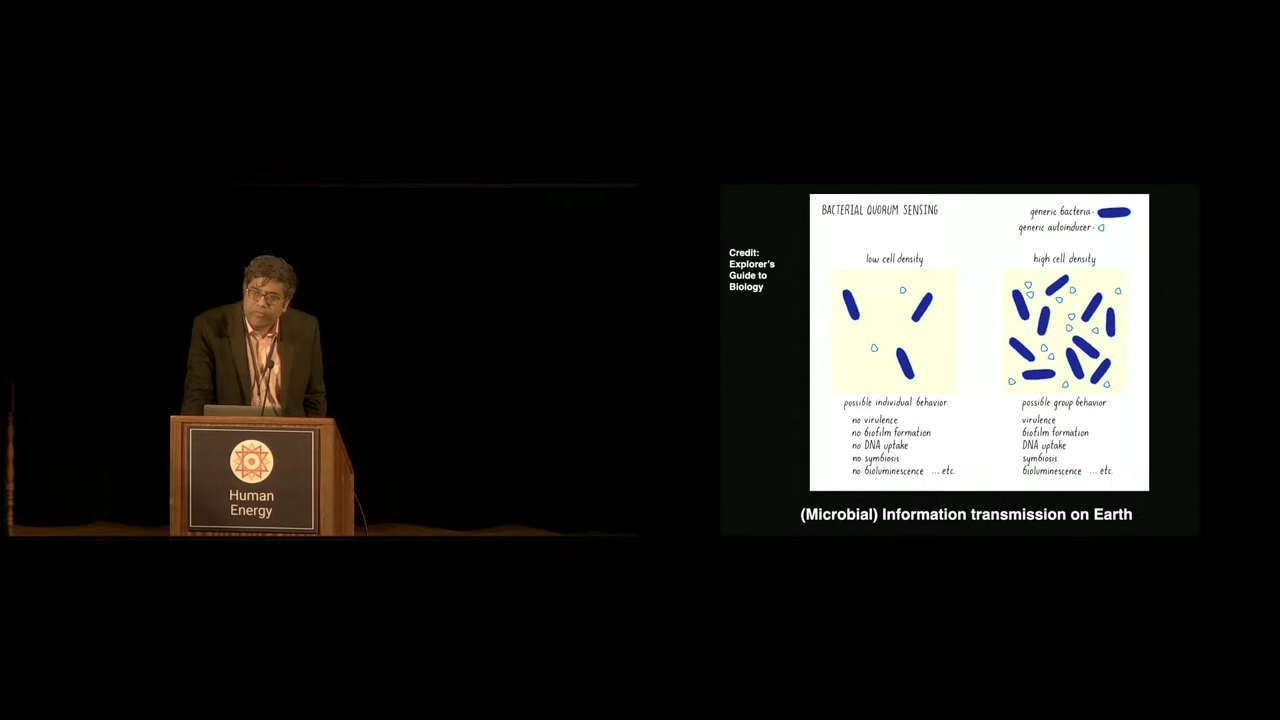 Human
Energy
Credit:
Explorer's
Guide to
Biology
BACTERIAL QUORUM SENSING
generic bacteria-
generic autoinducer-
low cell density
high cell density
possible individual behavior
no virulence
no biofilm formation
no DNA uptake
no symbiosis
no bioluminescence ... etc.
possible group behavior
virulence
biofilm formation
DNA uptake
symbiosis
bioluminescence ... etc.
(Microbial) Information transmission on Earth